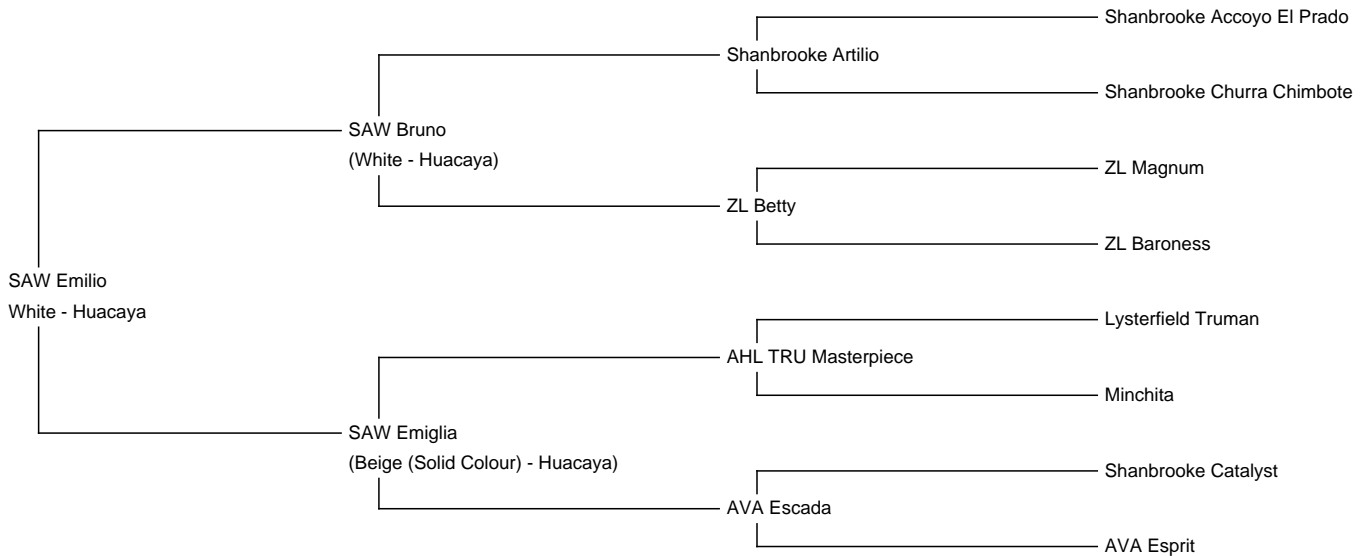 Shanbrooke Accoyo El Prado
Shanbrooke Artilio
Shanbrooke Churra Chimbote
SAW Bruno
(White - Huacaya)
ZL Magnum
ZL Betty
ZL Baroness
SAW Emilio
White - Huacaya
Lysterfield Truman
AHL TRU Masterpiece
Minchita
SAW Emiglia
(Beige (Solid Colour) - Huacaya)
Shanbrooke Catalyst
AVA Escada
AVA Esprit